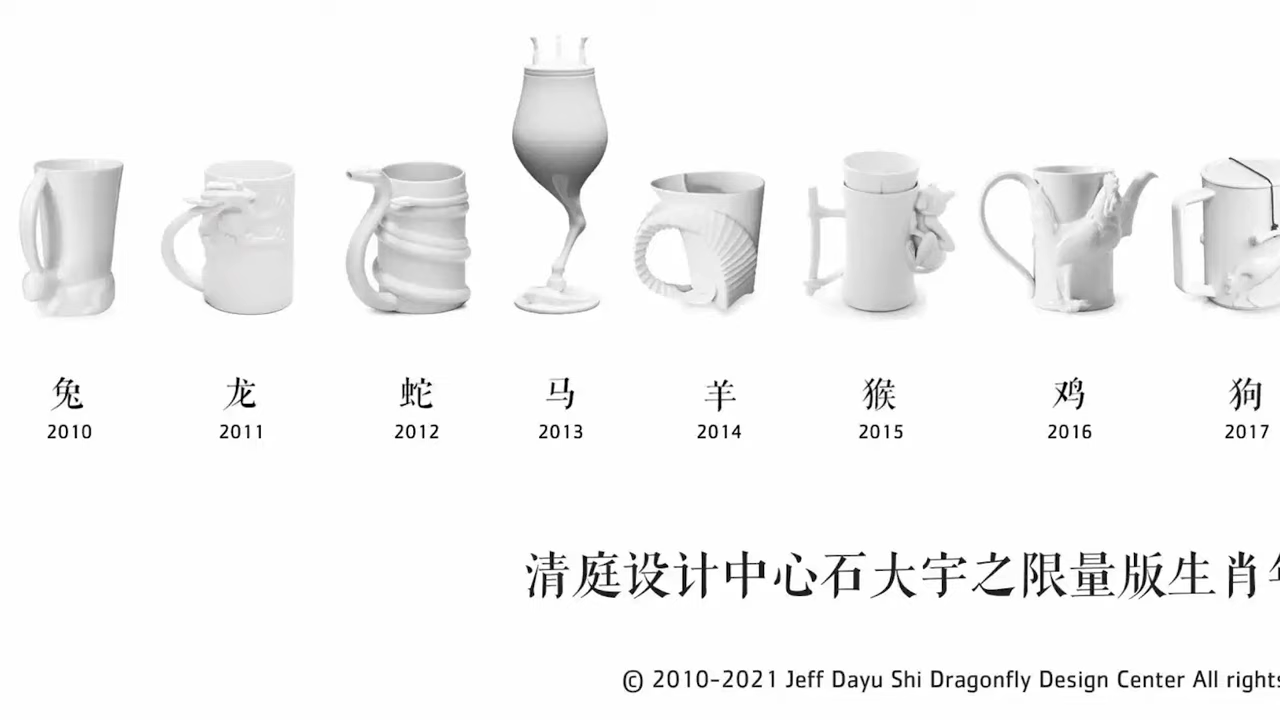 兔 龙 蛇 马 羊 猴 鸡 狗
2010 2011 2012 2013 2014 2015 2016 2017
清庭设计中心石大宇之限量版生肖
© 2010-2021 Jeff Dayu Shi Dragonfly Design Center All rights